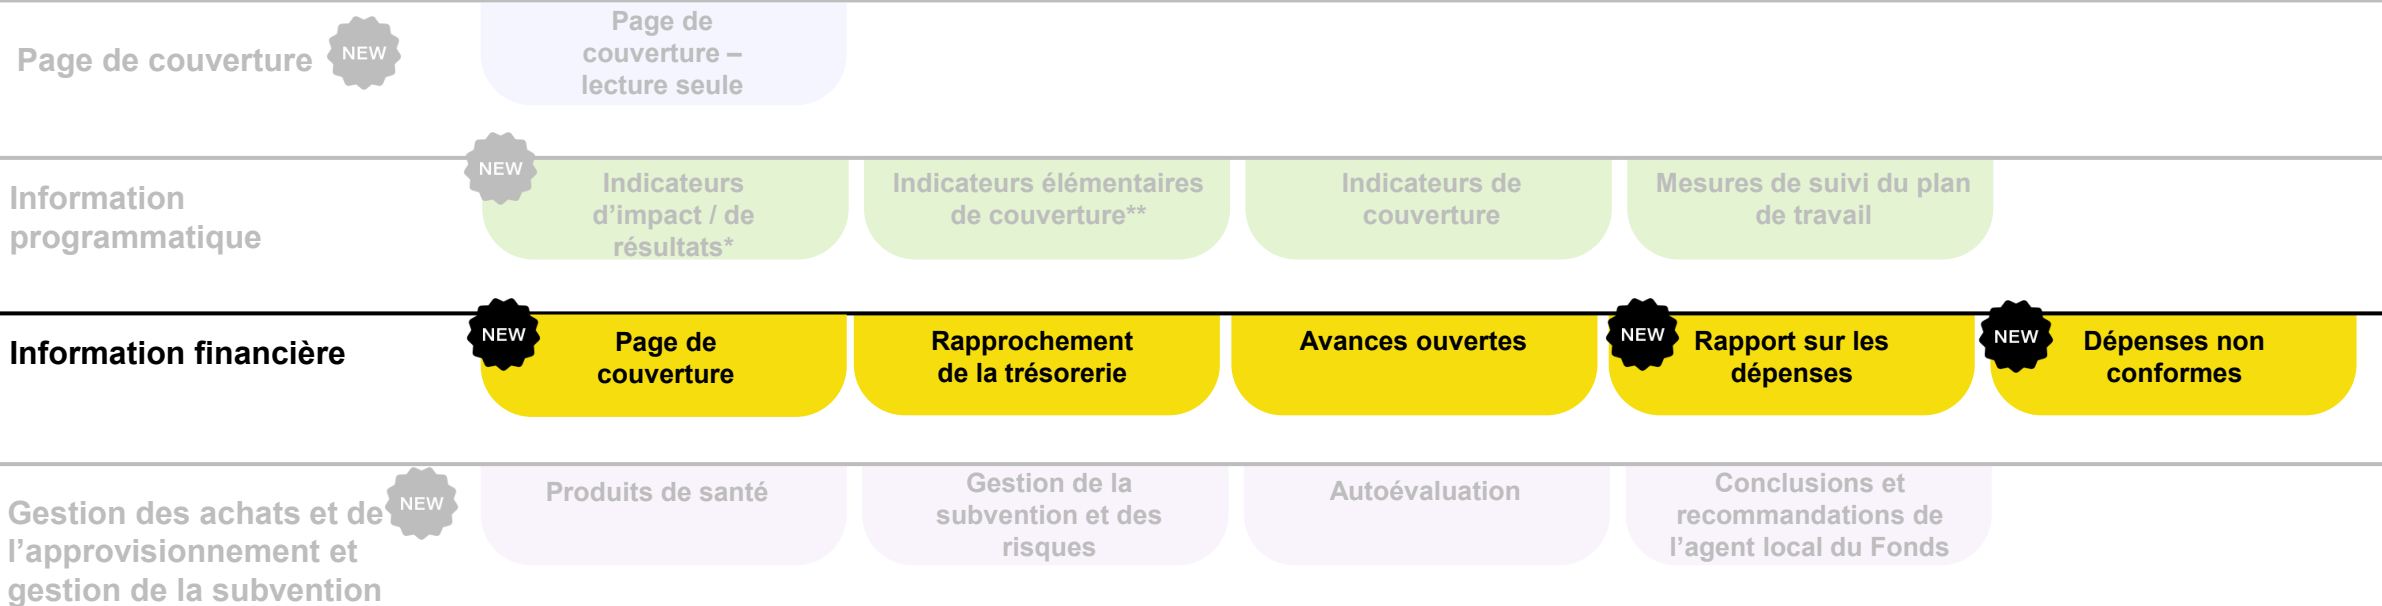 Page de couverture
NEW
Page de
couverture –
lecture seule
Information
programmatique
NEW
Indicateurs
d’impact / de
résultats*
Indicateurs élémentaires
de couverture**
Indicateurs de
couverture
Mesures de suivi du plan
de travail
Information financière
NEW
Page de
couverture
Rapprochement
de la trésorerie
Avances ouvertes
NEW
Rapport sur les
dépenses
NEW
Dépenses non
conformes
Gestion des achats et de
l’approvisionnement et
gestion de la subvention
NEW
Produits de santé
Gestion de la
subvention et des
risques
Autoévaluation
Conclusions et
recommandations de
l’agent local du Fonds